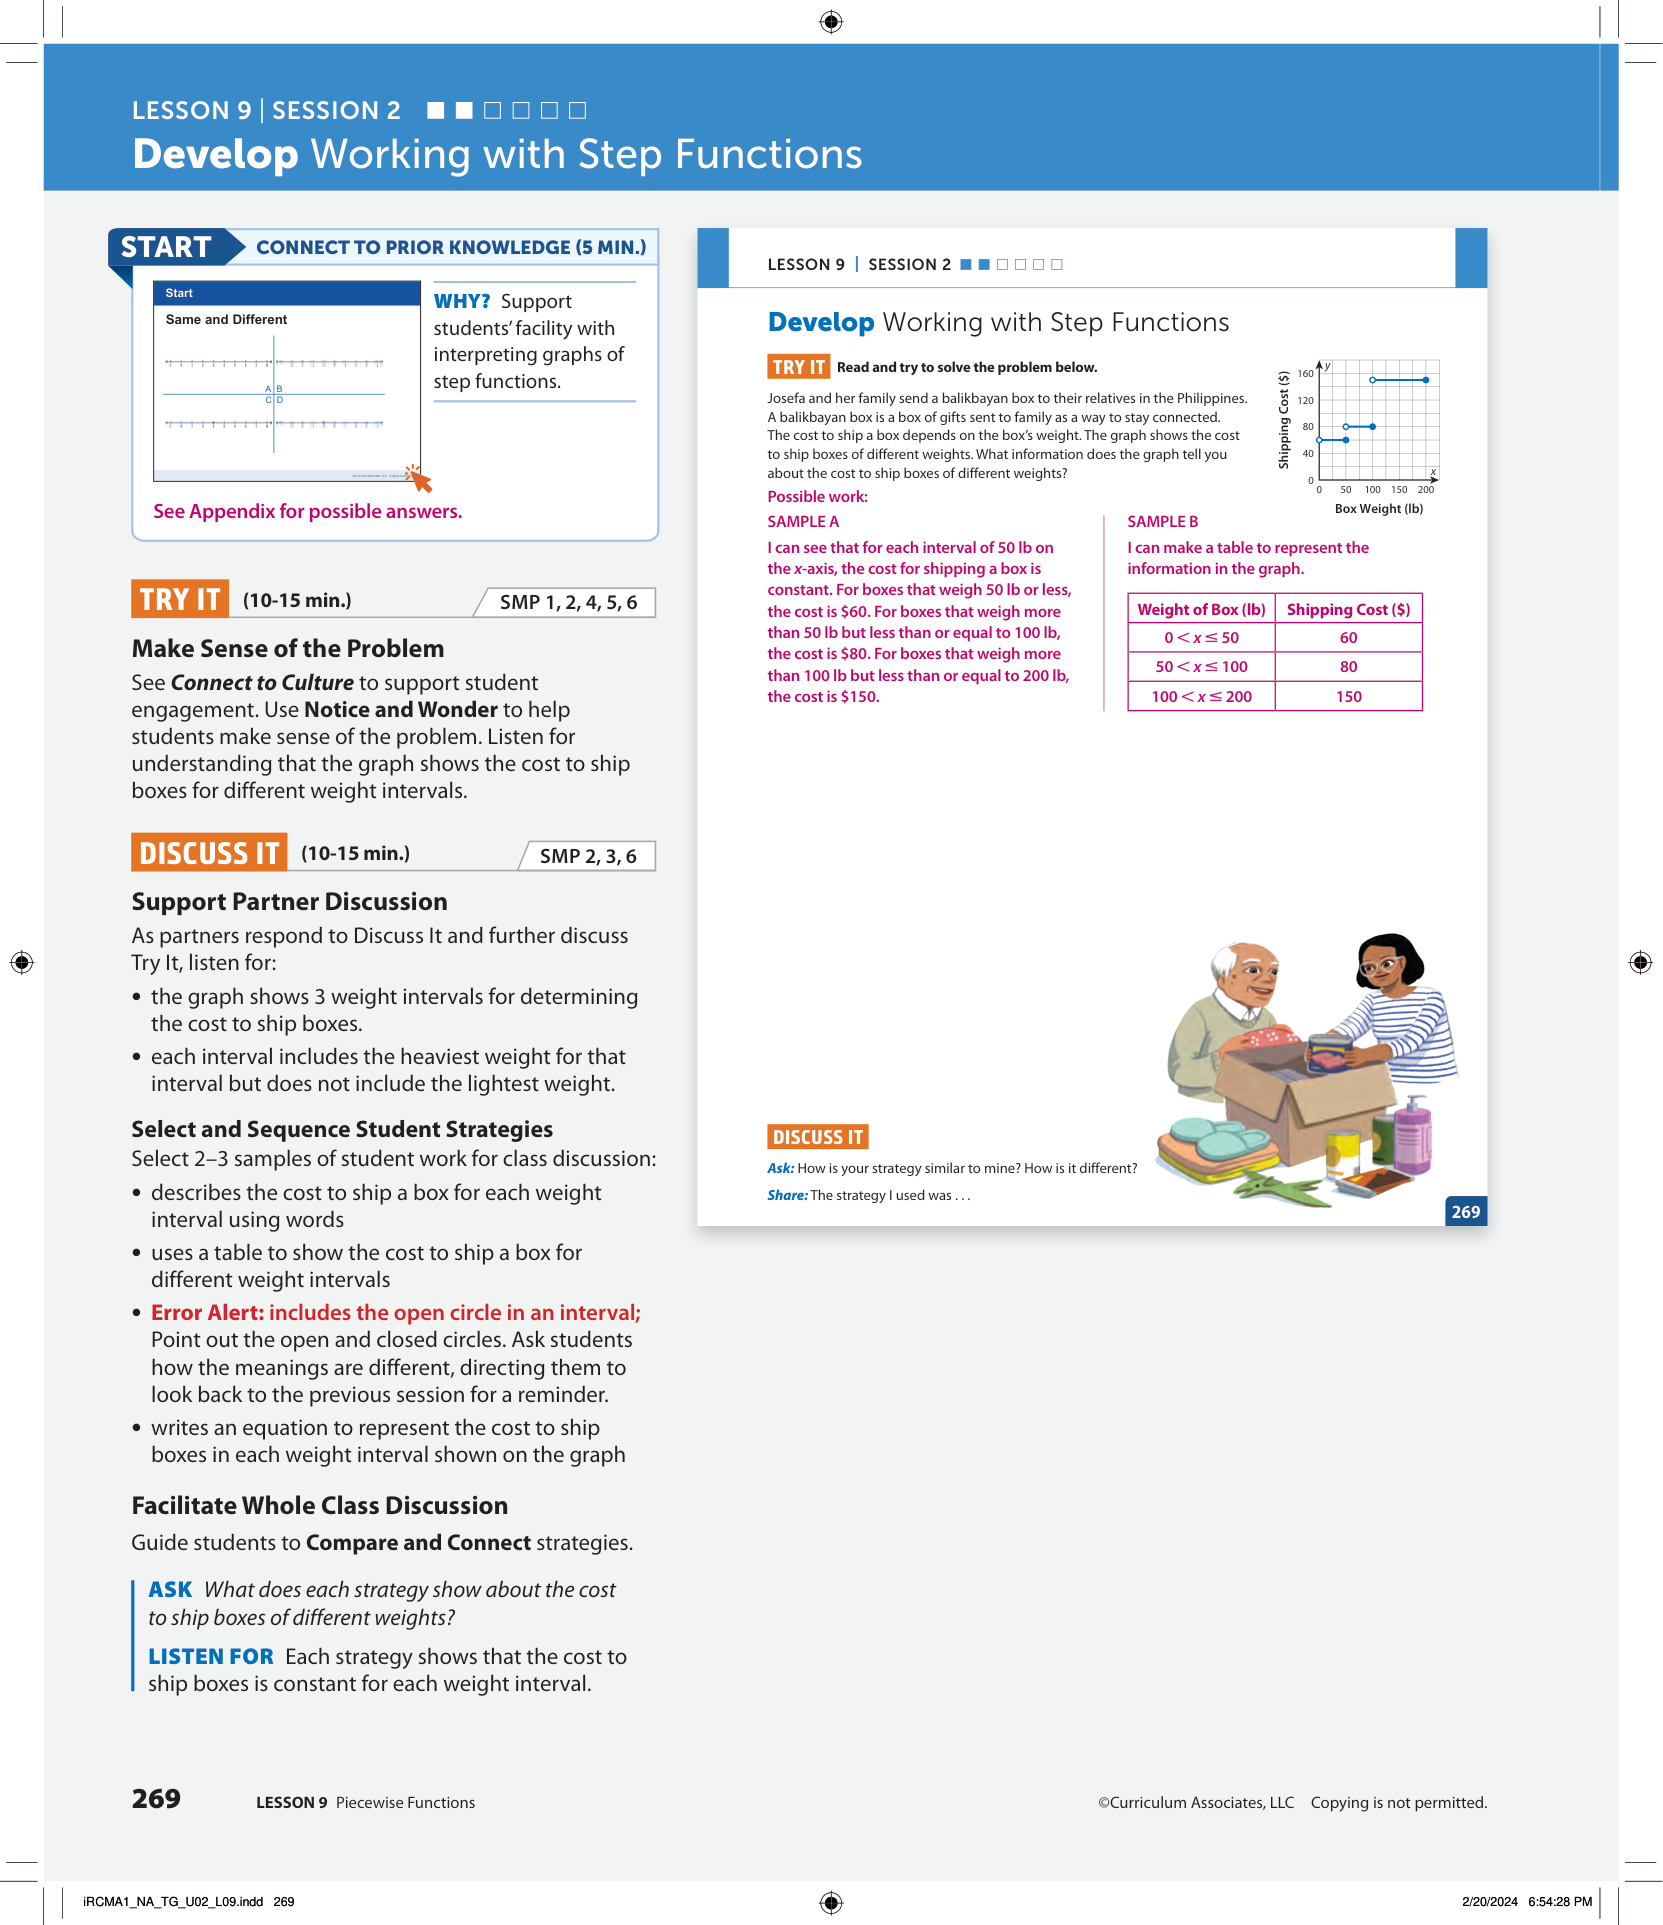 LESSON 9 | SESSION 2
Develop Working with Step Functions
START
CONNECT TO PRIOR KNOWLEDGE (5 MIN.)
Start
Same and Different
A B
C D
WHY? Support
students’ facility with
interpreting graphs of
step functions.
See Appendix for possible answers.
TRY IT (10-15 min.) SMP 1, 2, 4, 5, 6
Make Sense of the Problem
See Connect to Culture to support student
engagement. Use Notice and Wonder to help
students make sense of the problem. Listen for
understanding that the graph shows the cost to ship
boxes for different weight intervals.
DISCUSS IT (10-15 min.) SMP 2, 3, 6
Support Partner Discussion
As partners respond to Discuss It and further discuss
Try It, listen for:
• the graph shows 3 weight intervals for determining
the cost to ship boxes.
• each interval includes the heaviest weight for that
interval but does not include the lightest weight.
Select and Sequence Student Strategies
Select 2–3 samples of student work for class discussion:
• describes the cost to ship a box for each weight
interval using words
• uses a table to show the cost to ship a box for
different weight intervals
• Error Alert: includes the open circle in an interval;
Point out the open and closed circles. Ask students
how the meanings are different, directing them to
look back to the previous session for a reminder.
• writes an equation to represent the cost to ship
boxes in each weight interval shown on the graph
Facilitate Whole Class Discussion
Guide students to Compare and Connect strategies.
ASK What does each strategy show about the cost
to ship boxes of different weights?
LISTEN FOR Each strategy shows that the cost to
ship boxes is constant for each weight interval.
LESSON 9 | SESSION 2
Develop Working with Step Functions
TRY IT Read and try to solve the problem below.
Josefa and her family send a balikbayan box to their relatives in the Philippines.
A balikbayan box is a box of gifts sent to family as a way to stay connected.
The cost to ship a box depends on the box’s weight. The graph shows the cost
to ship boxes of different weights. What information does the graph tell you
about the cost to ship boxes of different weights?
Shipping Cost ($)
y
160
120
80
40
0
x
0 50 100 150 200
Box Weight (lb)
Possible work:
SAMPLE A
I can see that for each interval of 50 lb on
the x-axis, the cost for shipping a box is
constant. For boxes that weigh 50 lb or less,
the cost is $60. For boxes that weigh more
than 50 lb but less than or equal to 100 lb,
the cost is $80. For boxes that weigh more
than 100 lb but less than or equal to 200 lb,
the cost is $150.
SAMPLE B
I can make a table to represent the
information in the graph.
Weight of Box (lb) Shipping Cost ($)
0 < x ≤ 50 60
50 < x ≤ 100 80
100 < x ≤ 200 150
DISCUSS IT
Ask: How is your strategy similar to mine? How is it different?
Share: The strategy I used was . . .
269
269 LESSON 9 Piecewise Functions
©Curriculum Associates, LLC Copying is not permitted.
iRCMA1_NA_TG_U02_L09.indd 269
2/20/2024 6:54:28 PM